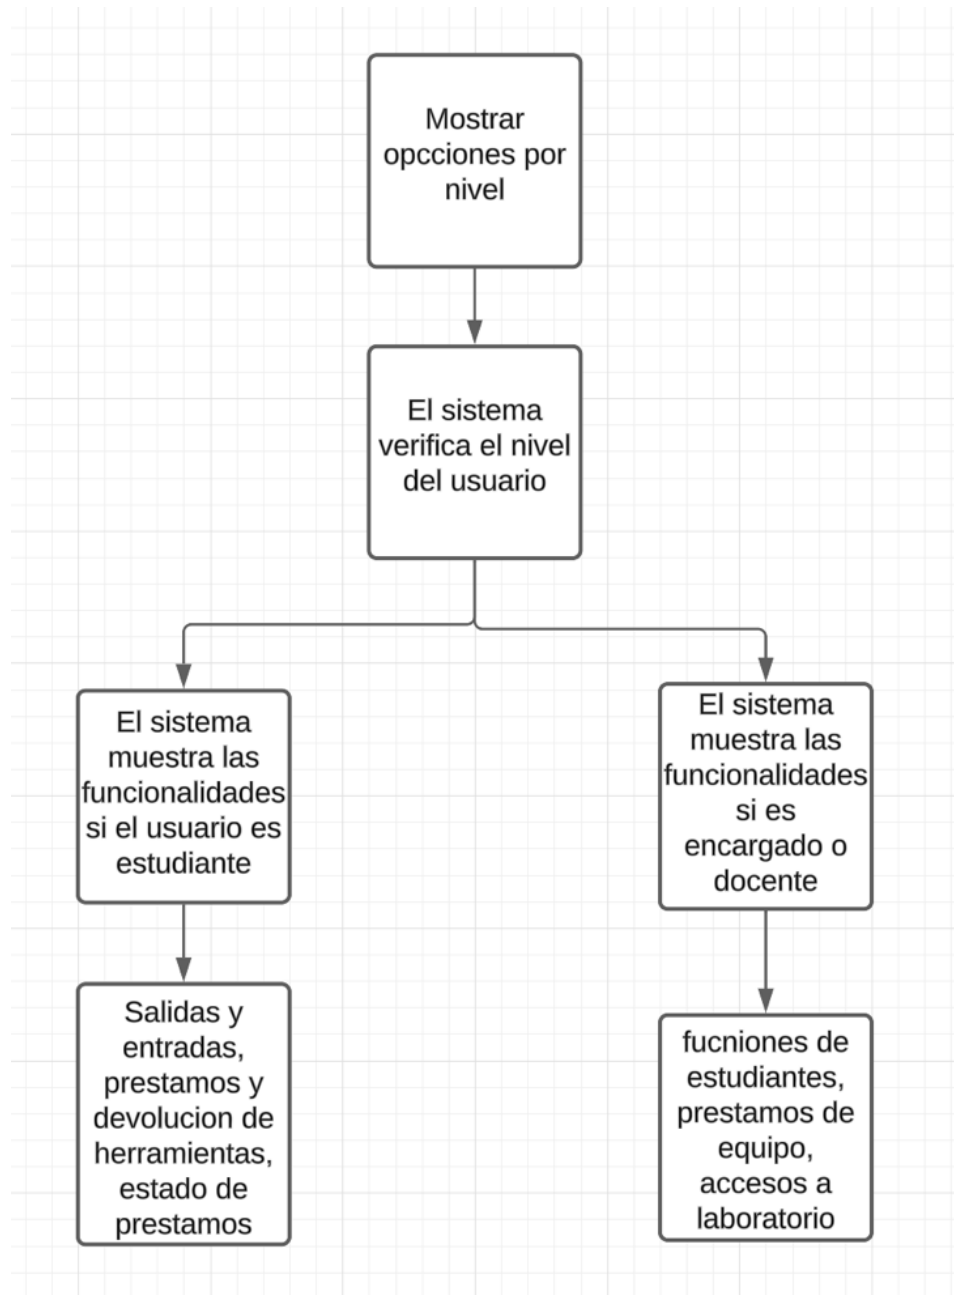 Mostrar
opcciones por
nivel
El sistema
verifica el nivel
del usuario
El sistema
muestra las
funcionalidades
si el usuario es
estudiante
El sistema
muestra las
funcionalidades
si es
encargado o
docente
Salidas y
entradas,
prestamos y
devolucion de
herramientas,
estado de
prestamos
fucniones de
estudiantes,
prestamos de
equipo,
accesos a
laboratorio